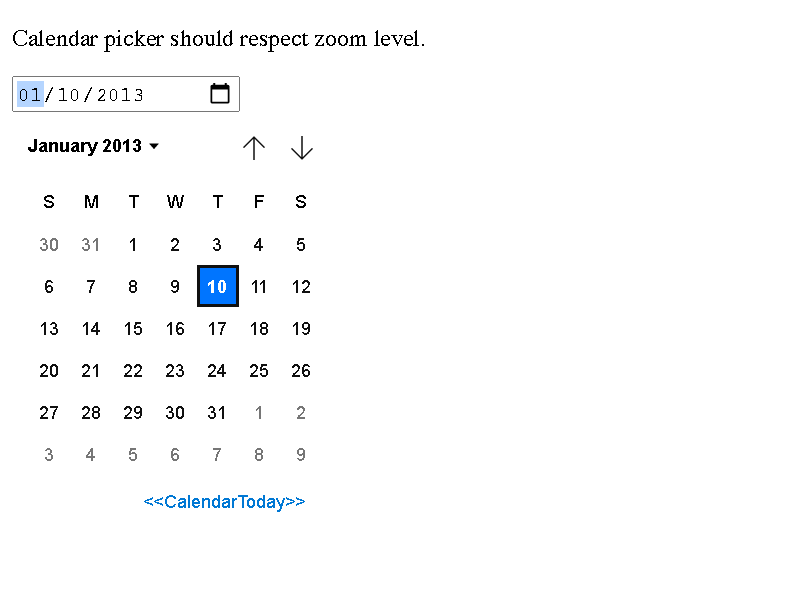 Calendar picker should respect zoom level.
01/10/2013
January 2013
S M T W T F S
30 31 1 2 3 4 5
6 7 8 9 10 11 12
13 14 15 16 17 18 19
20 21 22 23 24 25 26
27 28 29 30 31 1 2
3 4 5 6 7 8 9
<<CalendarToday>>